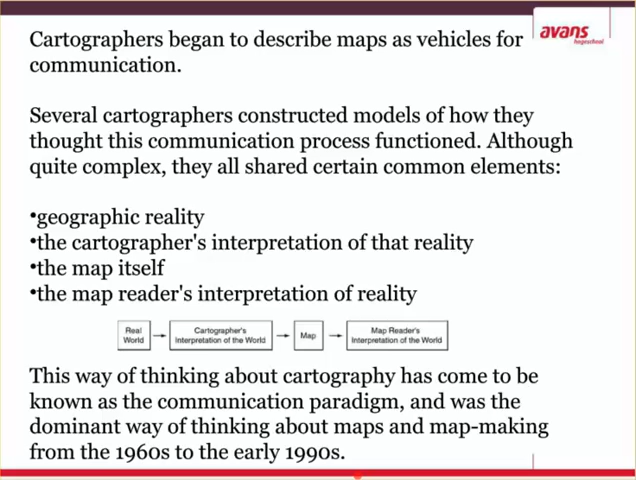 avans
hogeschool
Cartographers began to describe maps as vehicles for
communication.
Several cartographers constructed models of how they
thought this communication process functioned. Although
quite complex, they all shared certain common elements:
•geographic reality
•the cartographer's interpretation of that reality
•the map itself
•the map reader's interpretation of reality
Real
World
Cartographer's
Interpretation of the World
Map
Map Reader's
Interpretation of the World
This way of thinking about cartography has come to be
known as the communication paradigm, and was the
dominant way of thinking about maps and map-making
from the 1960s to the early 1990s.